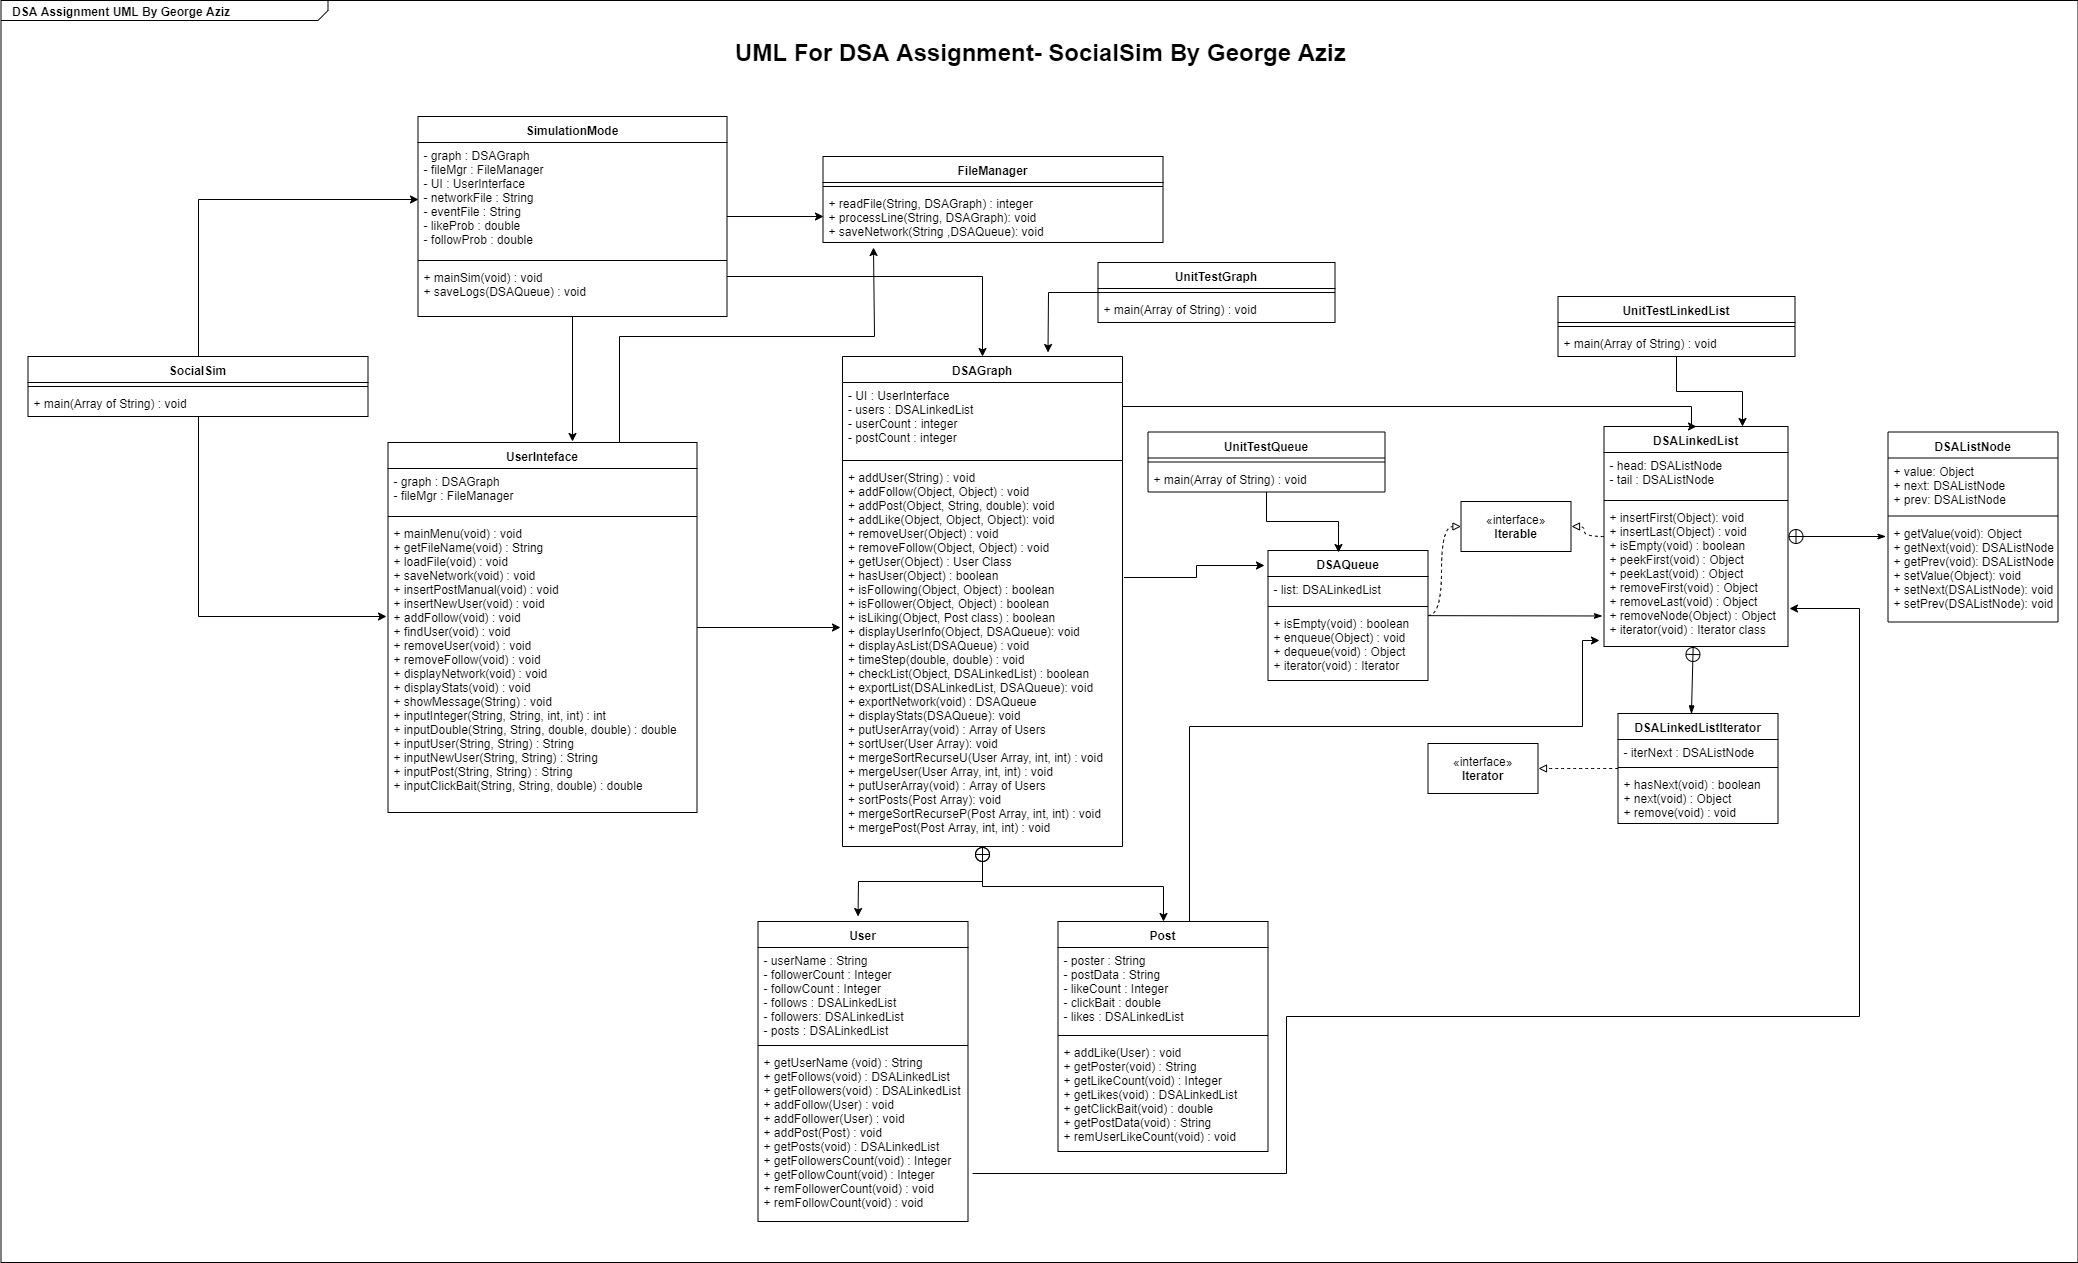 DSA Assignment UML By George Aziz
UML For DSA Assignment- SocialSim By George Aziz
SimulationMode
- graph : DSAGraph
- fileMgr : FileManager
- UI : UserInterface
- networkFile : String
- eventFile : String
- likeProb : double
- followProb : double
+ mainSim(void) : void
+ saveLogs(DSAQueue) : void
FileManager
+ readFile(String, DSAGraph) : integer
+ processLine(String, DSAGraph): void
+ saveNetwork(String ,DSAQueue): void
UnitTestGraph
+ main(Array of String) : void
UnitTestLinkedList
+ main(Array of String) : void
SocialSim
+ main(Array of String) : void
UserInteface
- graph : DSAGraph
- fileMgr : FileManager
+ mainMenu(void) : void
+ getFileName(void) : String
+ loadFile(void) : void
+ saveNetwork(void) : void
+ insertPostManual(void) : void
+ insertNewUser(void) : void
+ addFollow(void) : void
+ findUser(void) : void
+ removeUser(void) : void
+ removeFollow(void) : void
+ displayNetwork(void) : void
+ displayStats(void) : void
+ showMessage(String) : void
+ inputInteger(String, String, int, int) : int
+ inputDouble(String, String, double, double) : double
+ inputUser(String, String) : String
+ inputNewUser(String, String) : String
+ inputPost(String, String) : String
+ inputClickBait(String, String, double) : double
DSAGraph
- UI : UserInterface
- users : DSALinkedList
- userCount : integer
- postCount : integer
+ addUser(String) : void
+ addFollow(Object, Object) : void
+ addPost(Object, String, double): void
+ addLike(Object, Object, Object): void
+ removeUser(Object) : void
+ removeFollow(Object, Object) : void
+ getUser(Object) : User Class
+ hasUser(Object) : boolean
+ isFollowing(Object, Object) : boolean
+ isFollower(Object, Object) : boolean
+ isLiking(Object, Post class) : boolean
+ displayUserInfo(Object, DSAQueue): void
+ displayAsList(DSAQueue) : void
+ timeStep(double, double) : void
+ checkList(Object, DSALinkedList) : boolean
+ exportList(DSALinkedList, DSAQueue): void
+ exportNetwork(void) : DSAQueue
+ displayStats(DSAQueue): void
+ putUserArray(void) : Array of Users
+ sortUser(User Array): void
+ mergeSortRecurseU(User Array, int, int) : void
+ mergeUser(User Array, int, int) : void
+ putUserArray(void) : Array of Users
+ sortPosts(Post Array): void
+ mergeSortRecurseP(Post Array, int, int) : void
+ mergePost(Post Array, int, int) : void
UnitTestQueue
+ main(Array of String) : void
«interface»
Iterable
DSAQueue
- list: DSALinkedList
+ isEmpty(void) : boolean
+ enqueue(Object) : void
+ dequeue(void) : Object
+ iterator(void) : Iterator
DSALinkedList
- head: DSAListNode
- tail : DSAListNode
+ insertFirst(Object): void
+ insertLast(Object) : void
+ isEmpty(void) : boolean
+ peekFirst(void) : Object
+ peekLast(void) : Object
+ removeFirst(void) : Object
+ removeLast(void) : Object
+ removeNode(Object) : Object
+ iterator(void) : Iterator class
DSAListNode
+ value: Object
+ next: DSAListNode
+ prev: DSAListNode
+ getValue(void): Object
+ getNext(void): DSAListNode
+ getPrev(void): DSAListNode
+ setValue(Object): void
+ setNext(DSAListNode): void
+ setPrev(DSAListNode): void
DSALinkedListIterator
- iterNext : DSAListNode
+ hasNext(void) : boolean
+ next(void) : Object
+ remove(void) : void
«interface»
Iterator
User
- userName : String
- followerCount : Integer
- followCount : Integer
- follows : DSALinkedList
- followers: DSALinkedList
- posts : DSALinkedList
+ getUserName (void) : String
+ getFollows(void) : DSALinkedList
+ getFollowers(void) : DSALinkedList
+ addFollow(User) : void
+ addFollower(User) : void
+ addPost(Post) : void
+ getPosts(void) : DSALinkedList
+ getFollowersCount(void) : Integer
+ getFollowCount(void) : Integer
+ remFollowerCount(void) : void
+ remFollowCount(void) : void
Post
- poster : String
- postData : String
- likeCount : Integer
- clickBait : double
- likes : DSALinkedList
+ addLike(User) : void
+ getPoster(void) : String
+ getLikeCount(void) : Integer
+ getLikes(void) : DSALinkedList
+ getClickBait(void) : double
+ getPostData(void) : String
+ remUserLikeCount(void) : void